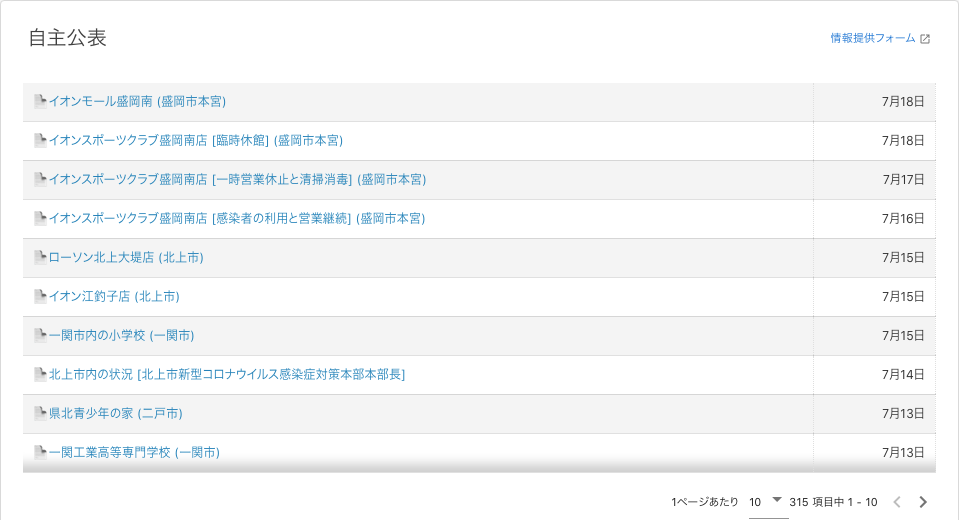 自主公表
情報提供フォーム
イオンモール盛岡南 (盛岡市本宮) 7月18日
イオンスポーツクラブ盛岡南店 [臨時休館] (盛岡市本宮) 7月18日
イオンスポーツクラブ盛岡南店 [一時営業休止と清掃消毒] (盛岡市本宮) 7月17日
イオンスポーツクラブ盛岡南店 [感染者の利用と営業継続] (盛岡市本宮) 7月16日
ローソン北上大堤店 (北上市) 7月15日
イオン江釣子店 (北上市) 7月15日
一関市内の小学校 (一関市) 7月15日
北上市内の状況 [北上市新型コロナウイルス感染症対策本部本部長] 7月14日
県北青少年の家 (二戸市) 7月13日
一関工業高等専門学校 (一関市) 7月13日
1ページあたり 10 315 項目中 1 - 10